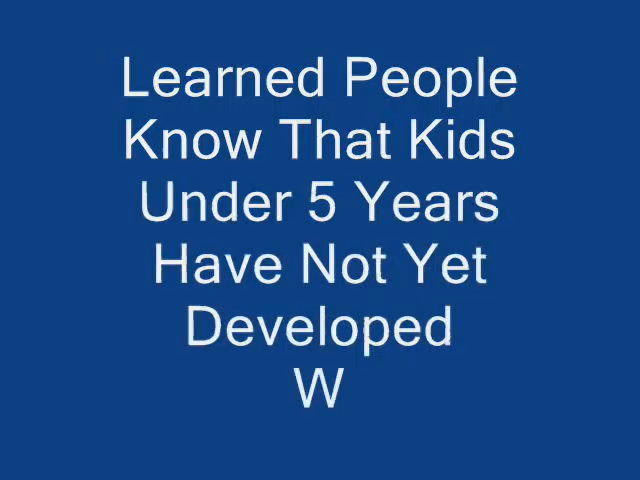 Learned People
Know That Kids
Under 5 Years
Have Not Yet
Developed
W